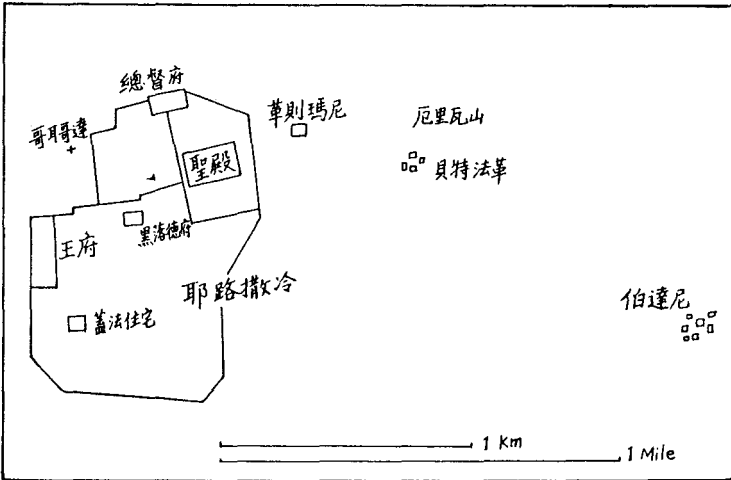 總督府
革則瑪尼
厄里瓦山
哥耳哥達
聖殿
貝特法革
王府
黑落德府
耶路撒冷
伯達尼
蓋法住宅
1 Km
1 Mile